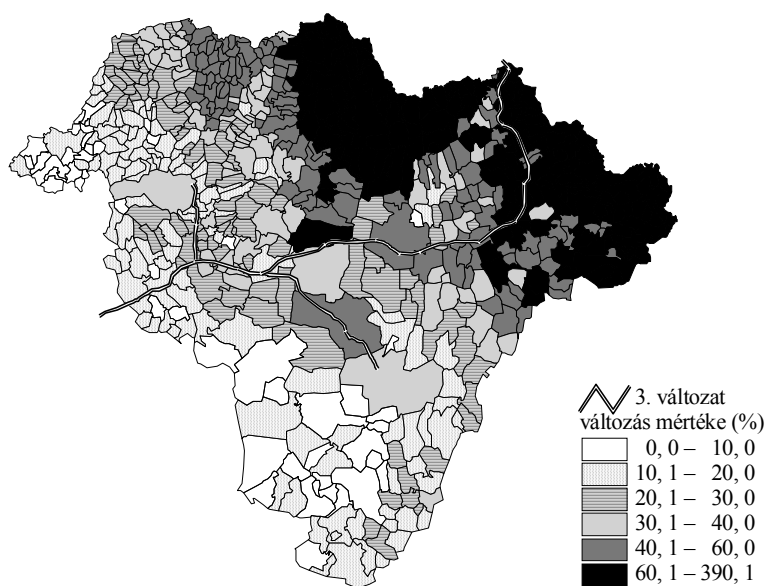 3. változat
változás mértéke (%)
0, 0 – 10, 0
10, 1 – 20, 0
20, 1 – 30, 0
30, 1 – 40, 0
40, 1 – 60, 0
60, 1 – 390, 1